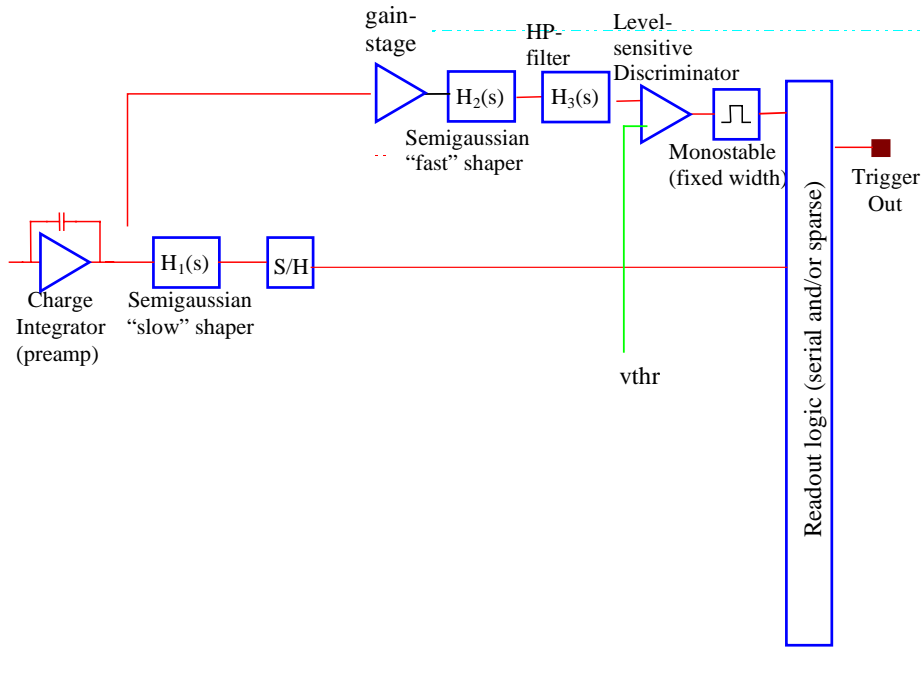 gain-
stage
HP-
filter
Level-
sensitive
Discriminator
H₂(s)
H₃(s)
Semigaussian
“fast” shaper
Monostable
(fixed width)
Trigger
Out
H₁(s)
S/H
Charge
Integrator
(preamp)
Semigaussian
“slow” shaper
vthr
Readout logic (serial and/or sparse)